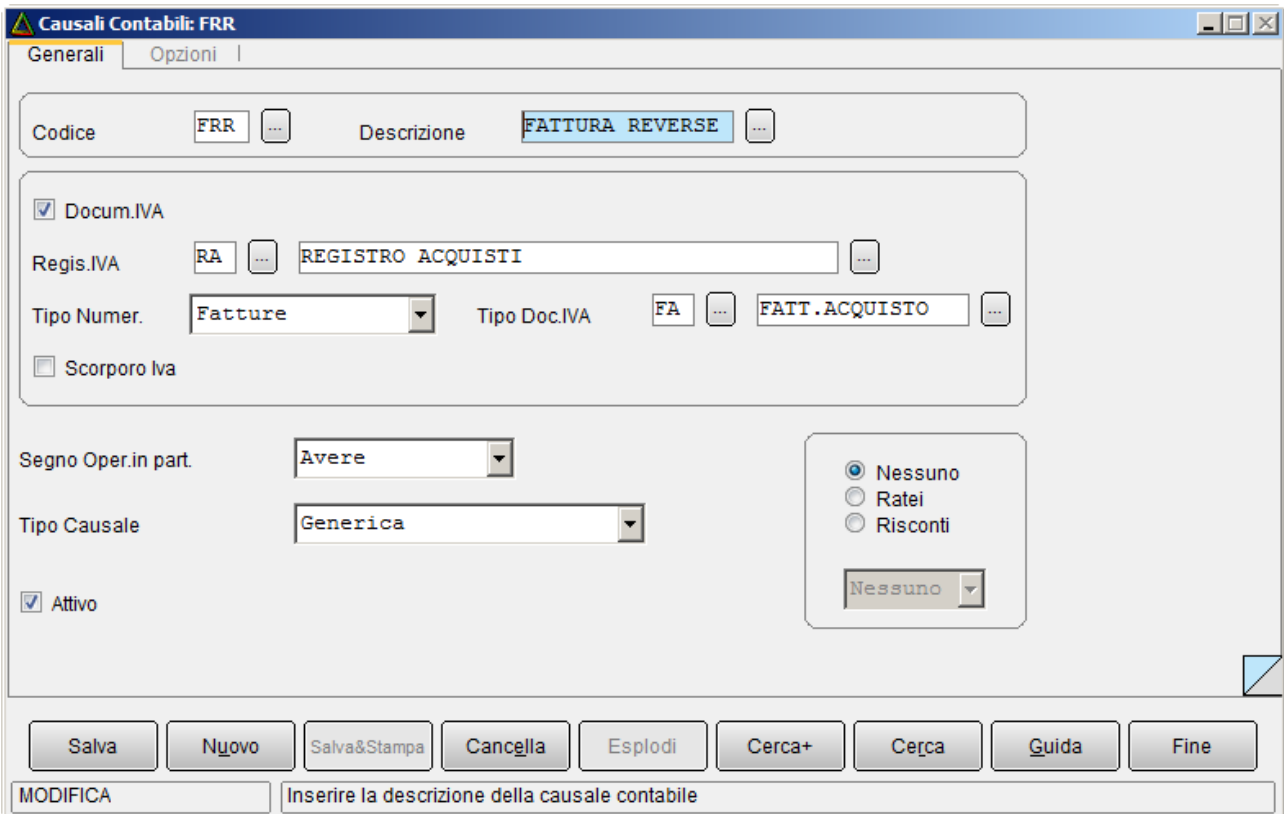 Causali Contabili: FRR
Generali Opzioni
Codice FRR ... Descrizione FATTURA REVERSE ...
Docum.IVA
Regis.IVA RA ... REGISTRO ACQUISTI ...
Tipo Numer. Fatture Tipo Doc.IVA FA ... FATT.ACQUISTO ...
Scorporo Iva
Segno Oper.in part. Avere
Nessuno
Ratei
Tipo Causale Generica
Risconti
Nessuno
Attivo
Salva Nuovo Salva&Stampa Cancella Esplodi Cerca+ Cerca Guida Fine
MODIFICA Inserire la descrizione della causale contabile